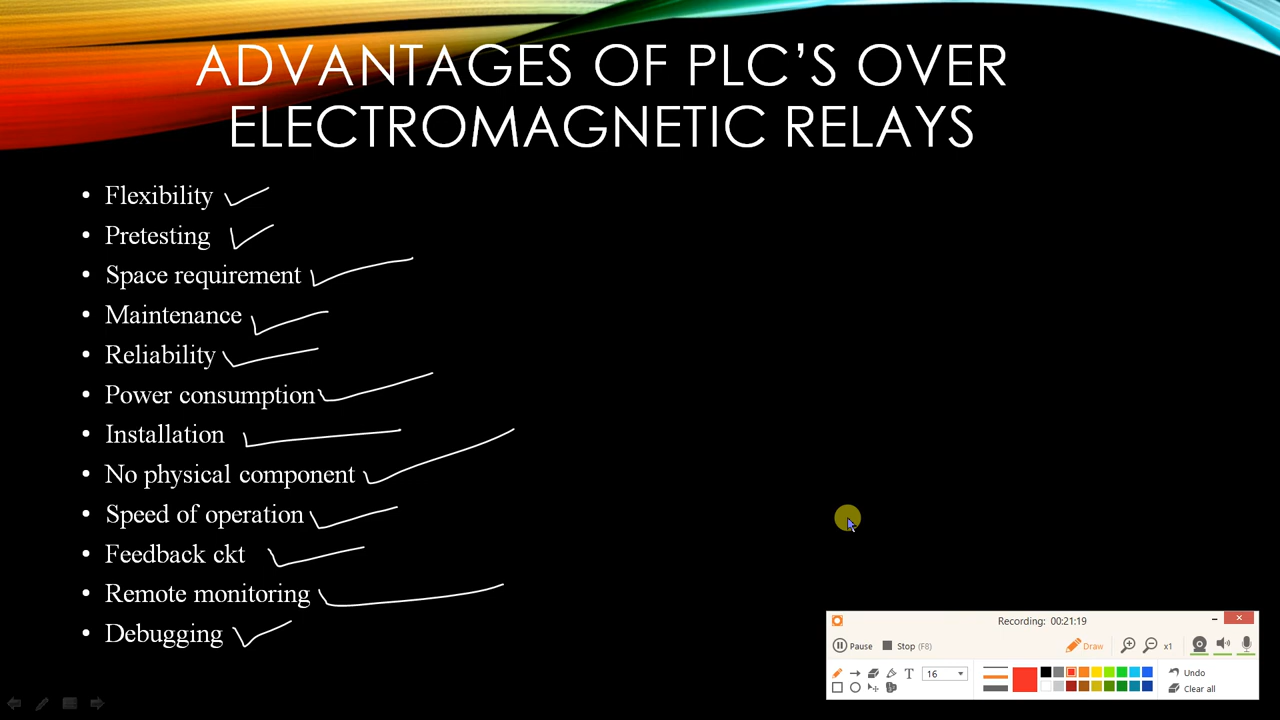 ADVANTAGES OF PLC'S OVER
ELECTROMAGNETIC RELAYS
• Flexibility
• Pretesting
• Space requirement
• Maintenance
• Reliability
• Power consumption
• Installation
• No physical component
• Speed of operation
• Feedback ckt
• Remote monitoring
• Debugging
Recording: 00:21:19
Pause Stop (F8) Draw x1
T 16 Undo
Clear all